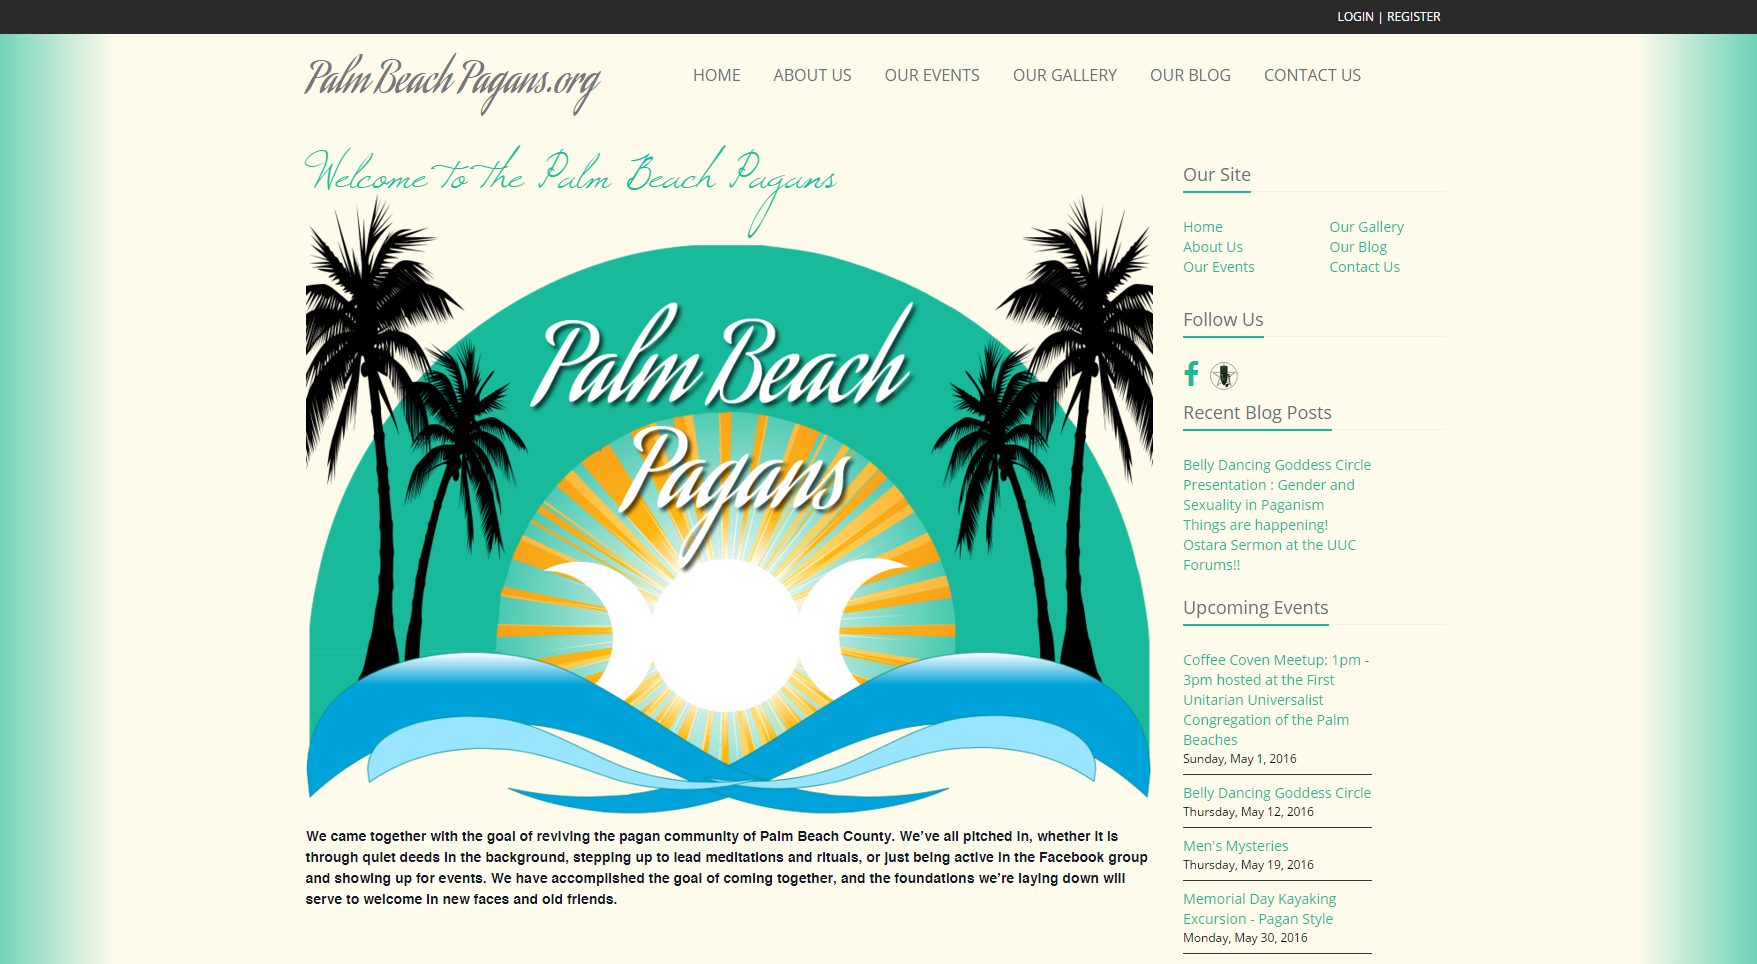 LOGIN | REGISTER
Palm Beach Pagans.org
HOME ABOUT US OUR EVENTS OUR GALLERY OUR BLOG CONTACT US
Welcome to the Palm Beach Pagans
Palm Beach
Pagans
We came together with the goal of reviving the pagan community of Palm Beach County. We’ve all pitched in, whether it is
through quiet deeds in the background, stepping up to lead meditations and rituals, or just being active in the Facebook group
and showing up for events. We have accomplished the goal of coming together, and the foundations we’re laying down will
serve to welcome in new faces and old friends.
Our Site
Home
About Us
Our Events
Our Gallery
Our Blog
Contact Us
Follow Us
Recent Blog Posts
Belly Dancing Goddess Circle
Presentation : Gender and
Sexuality in Paganism
Things are happening!
Ostara Sermon at the UUC
Forums!!
Upcoming Events
Coffee Coven Meetup: 1pm -
3pm hosted at the First
Unitarian Universalist
Congregation of the Palm
Beaches
Sunday, May 1, 2016
Belly Dancing Goddess Circle
Thursday, May 12, 2016
Men's Mysteries
Thursday, May 19, 2016
Memorial Day Kayaking
Excursion - Pagan Style
Monday, May 30, 2016